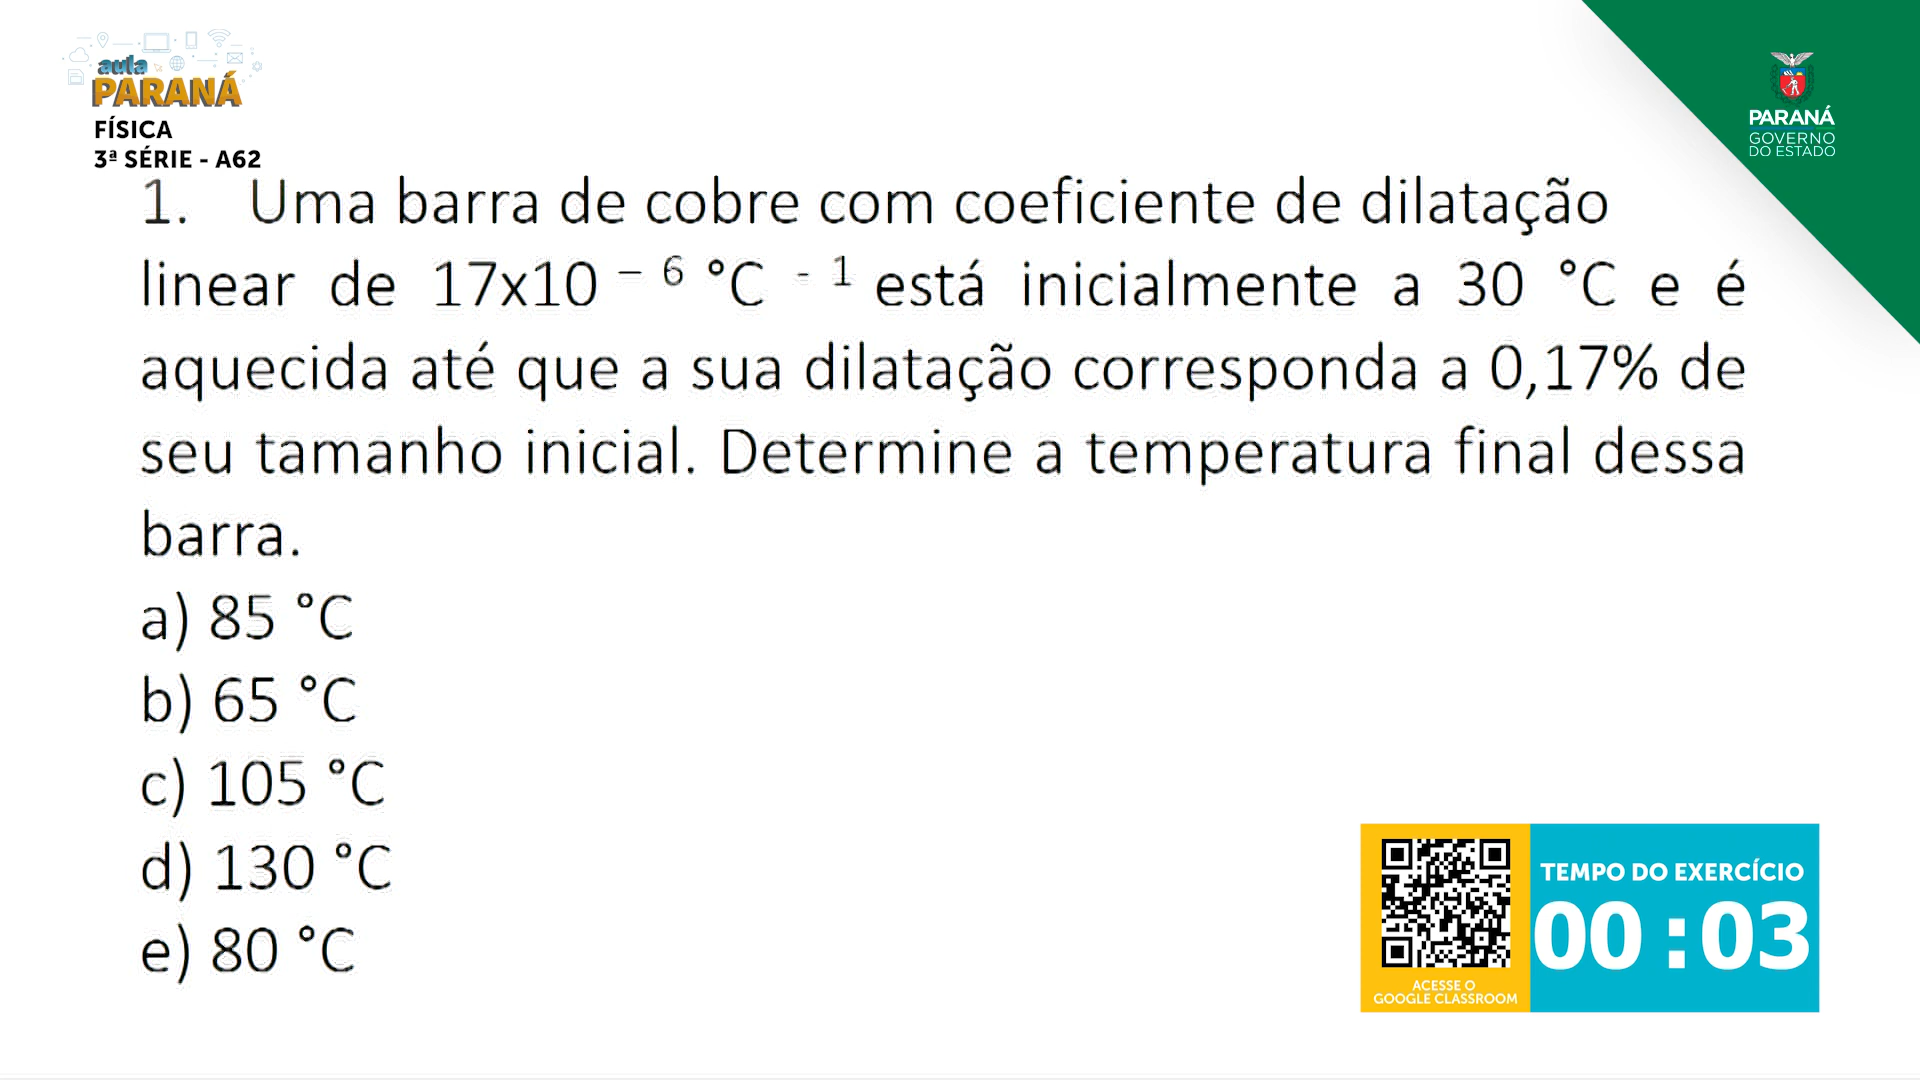 aula
PARANÁ
FÍSICA
3ª SÉRIE - A62
PARANÁ
GOVERNO
DO ESTADO
1. Uma barra de cobre com coeficiente de dilatação
linear de 17x10 – 6 °C - 1 está inicialmente a 30 °C e é
aquecida até que a sua dilatação corresponda a 0,17% de
seu tamanho inicial. Determine a temperatura final dessa
barra.
a) 85 °C
b) 65 °C
c) 105 °C
d) 130 °C
e) 80 °C
TEMPO DO EXERCÍCIO
00:03
ACESSE O
GOOGLE CLASSROOM